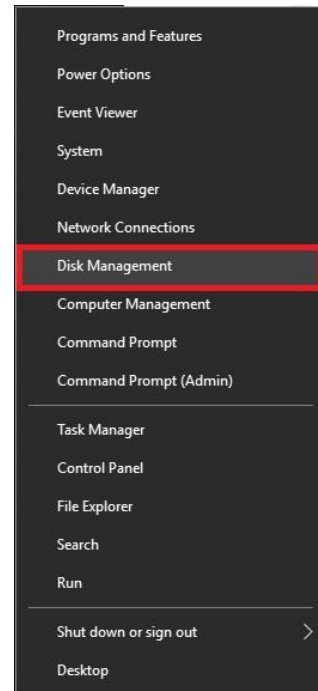 Programs and Features
Power Options
Event Viewer
System
Device Manager
Network Connections
Disk Management
Computer Management
Command Prompt
Command Prompt (Admin)
Task Manager
Control Panel
File Explorer
Search
Run
Shut down or sign out
Desktop